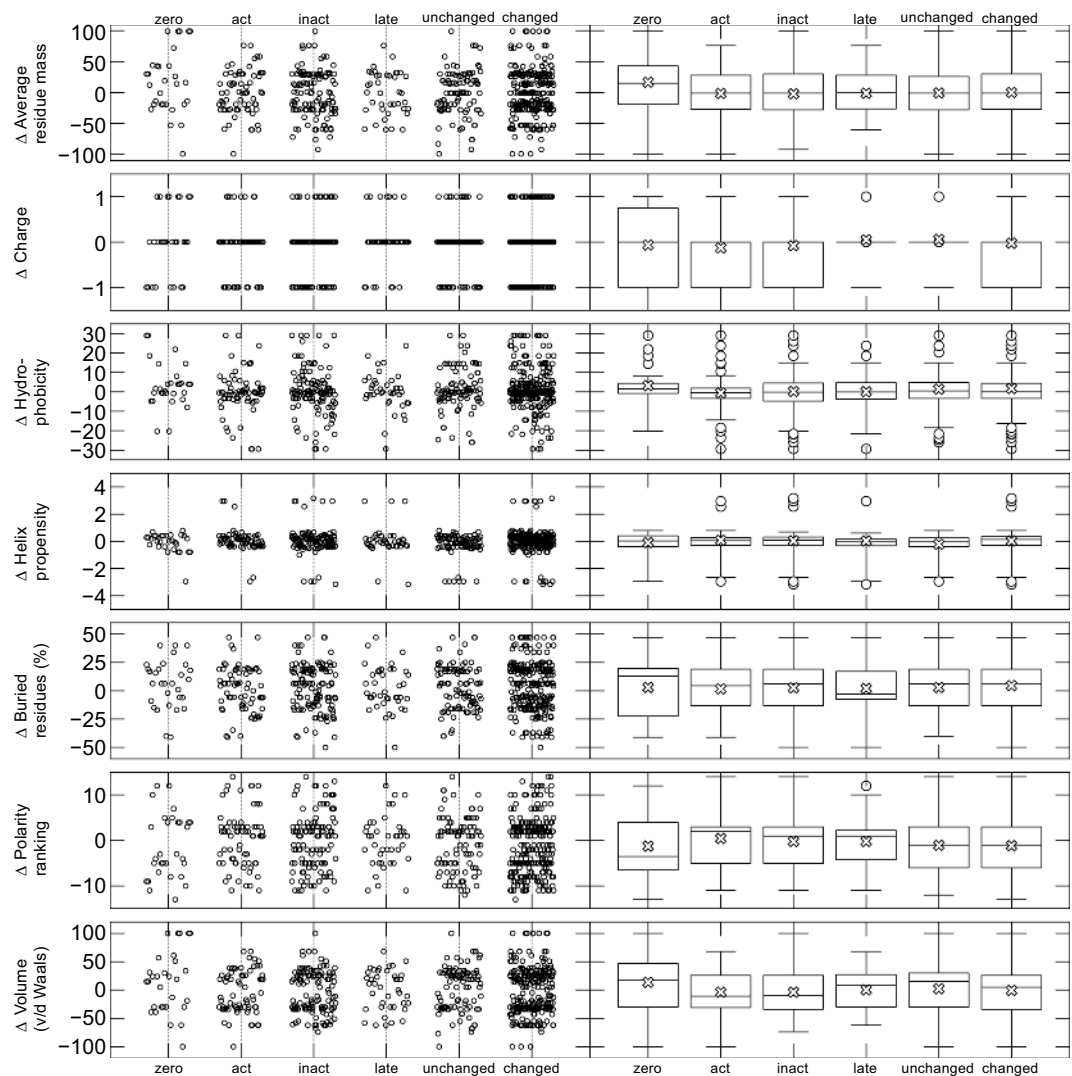 zero act inact late unchanged changed zero act inact late unchanged changed
Δ Average
residue mass
100
50
0
−50
−100
Δ Charge
1
0
−1
Δ Hydro-
phobicity
30
20
10
0
−10
−20
−30
Δ Helix
propensity
4
2
0
−2
−4
Δ Buried
residues (%)
50
25
0
−25
−50
Δ Polarity
ranking
10
0
−10
Δ Volume
(v/d Waals)
100
50
0
−50
−100
zero act inact late unchanged changed zero act inact late unchanged changed